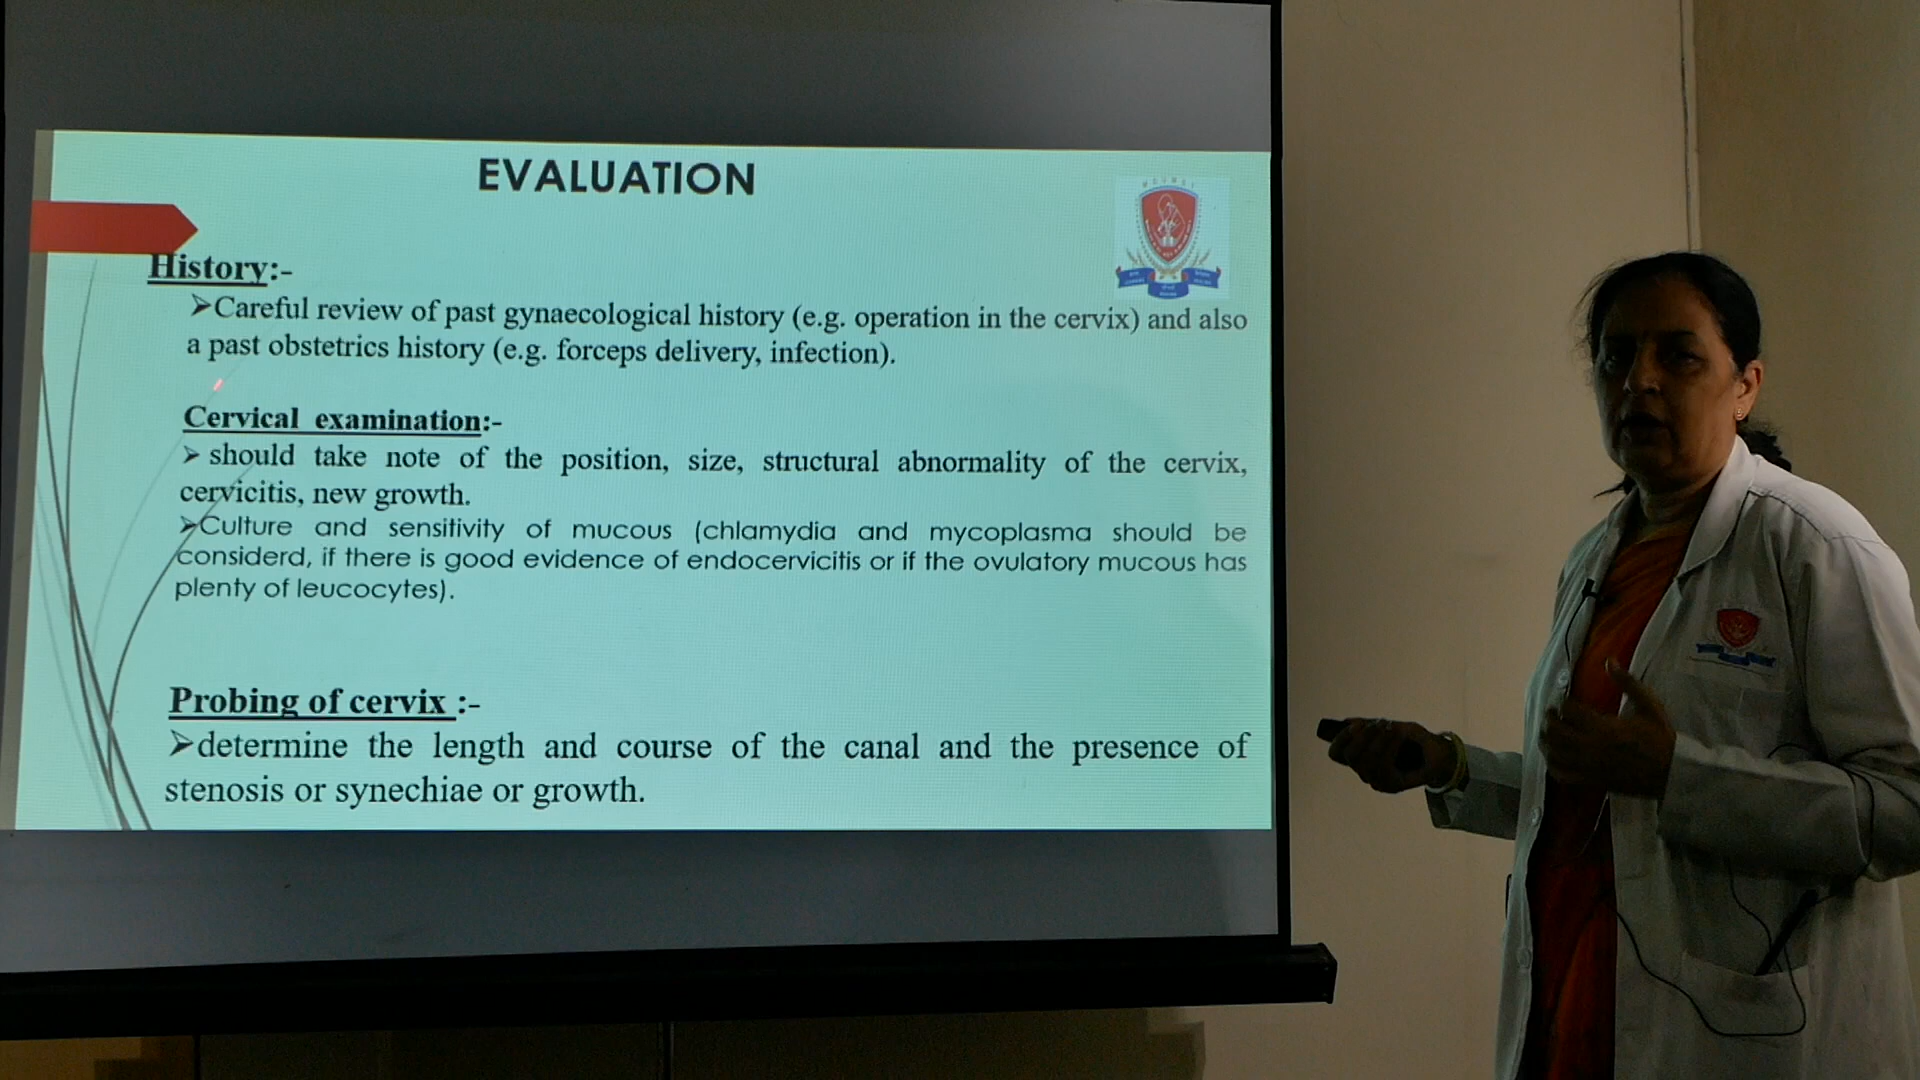 EVALUATION
History:-
➢Careful review of past gynaecological history (e.g. operation in the cervix) and also
a past obstetrics history (e.g. forceps delivery, infection).
Cervical examination:-
➢ should take note of the position, size, structural abnormality of the cervix,
cervicitis, new growth.
➢Culture and sensitivity of mucous (chlamydia and mycoplasma should be
considerd, if there is good evidence of endocervicitis or if the ovulatory mucous has
plenty of leucocytes).
Probing of cervix :-
➢determine the length and course of the canal and the presence of
stenosis or synechiae or growth.